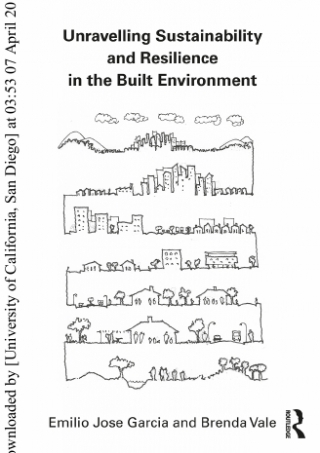 Unravelling Sustainability
and Resilience
in the Built Environment
Emilio Jose Garcia and Brenda Vale
ROUTLEDGE
ownloaded by [University of California, San Diego] at 03:53 07 April 20